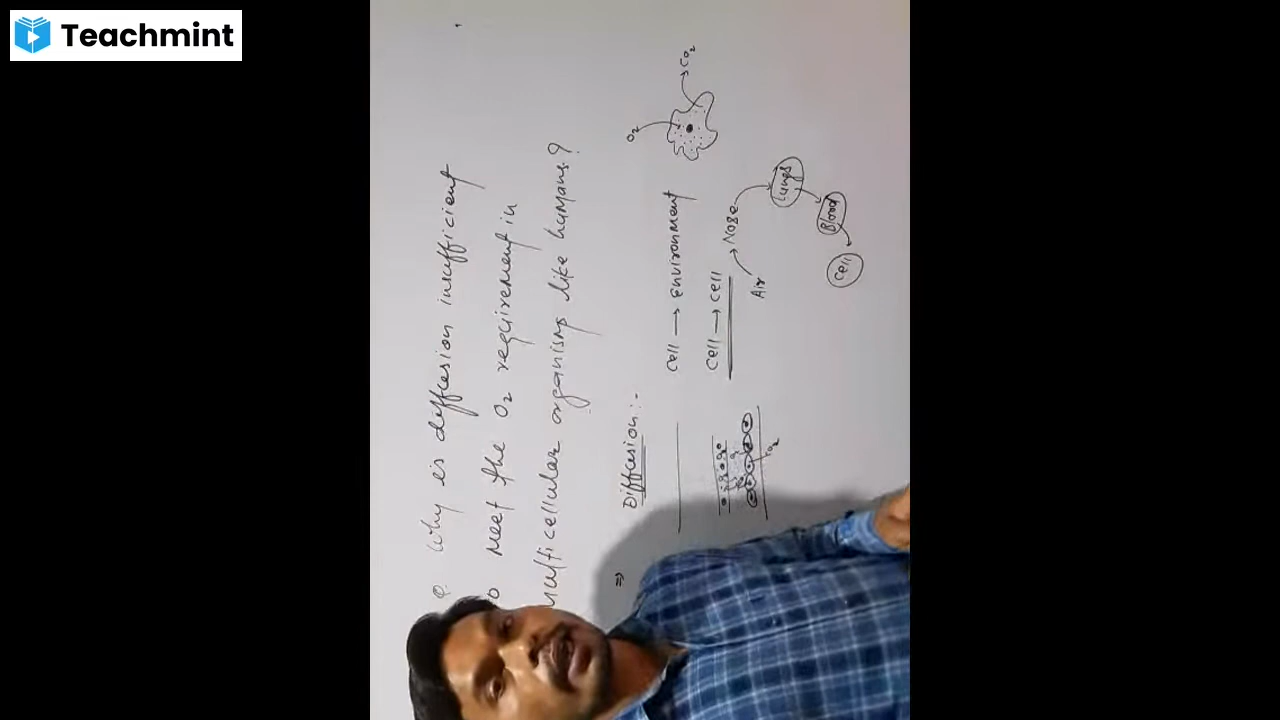 Teachmint
Q. Why is diffusion insufficient
to meet the O₂ requirement in
multicellular organisms like humans?
⇒ Diffusion:-
Cell → Environment
Cell → Cell
O₂
CO₂
Air
Nose
Lungs
Blood
Cell
CO₂